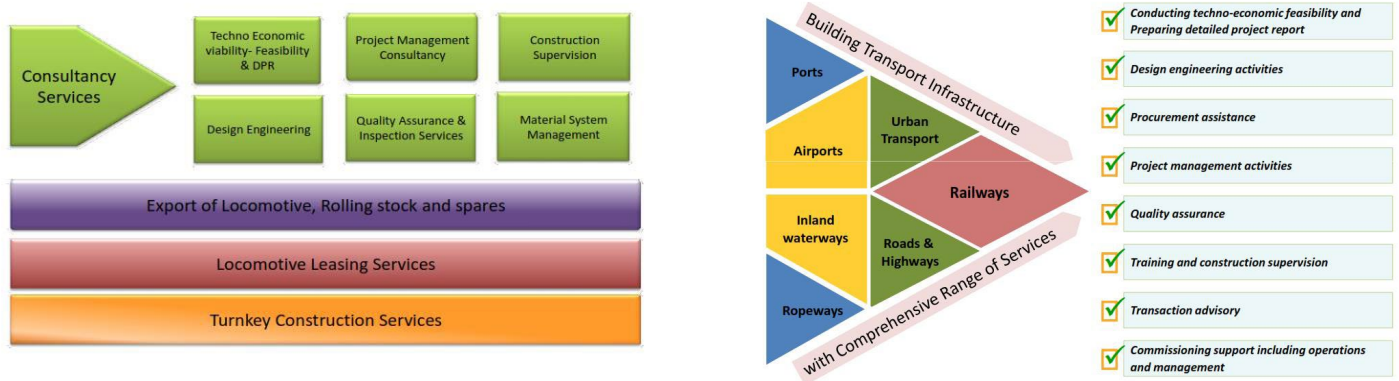 Consultancy
Services
Techno Economic
viability- Feasibility
& DPR
Project Management
Consultancy
Construction
Supervision
Design Engineering
Quality Assurance &
Inspection Services
Material System
Management
Export of Locomotive, Rolling stock and spares
Locomotive Leasing Services
Turnkey Construction Services
Building Transport Infrastructure
Ports
Airports
Urban
Transport
Railways
Inland
waterways
Roads &
Highways
Ropeways
with Comprehensive Range of Services
Conducting techno-economic feasibility and
Preparing detailed project report
Design engineering activities
Procurement assistance
Project management activities
Quality assurance
Training and construction supervision
Transaction advisory
Commissioning support including operations
and management